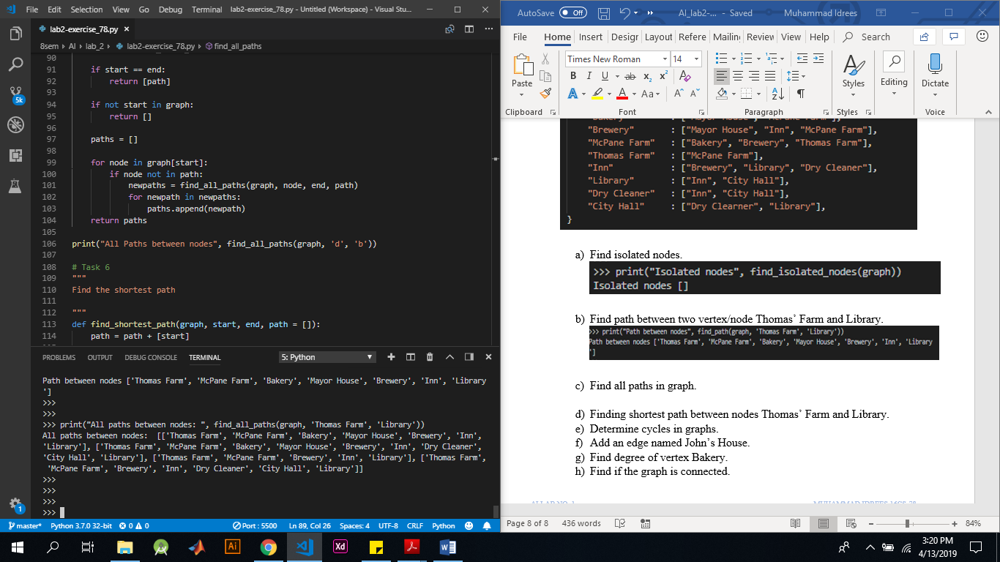 File Edit Selection View Go Debug Terminal lab2-exercise_78.py - Untitled (Workspace) - Visual Stu...
lab2-exercise_78.py
8sem AI lab_2 lab2-exercise_78.py find_all_paths
90
91 if start == end:
92 return [path]
93
94 if not start in graph:
95 return []
96
97 paths = []
98
99 for node in graph[start]:
100 if node not in path:
101 newpaths = find_all_paths(graph, node, end, path)
102 for newpath in newpaths:
103 paths.append(newpath)
104 return paths
105
106 print("All Paths between nodes", find_all_paths(graph, 'd', 'b'))
107
108 # Task 6
109 """
110 Find the shortest path
111
112 """
113 def find_shortest_path(graph, start, end, path = []):
114 path = path + [start]
5k
1
PROBLEMS OUTPUT DEBUG CONSOLE TERMINAL 5: Python
Path between nodes ['Thomas Farm', 'McPane Farm', 'Bakery', 'Mayor House', 'Brewery', 'Inn', 'Library
']
>>>
>>>
>>> print("All paths between nodes: ", find_all_paths(graph, 'Thomas Farm', 'Library'))
All paths between nodes:  [['Thomas Farm', 'McPane Farm', 'Bakery', 'Mayor House', 'Brewery', 'Inn',
'Library'], ['Thomas Farm', 'McPane Farm', 'Bakery', 'Mayor House', 'Brewery', 'Inn', 'Dry Cleaner',
'City Hall', 'Library'], ['Thomas Farm', 'McPane Farm', 'Brewery', 'Inn', 'Library'], ['Thomas Farm',
'McPane Farm', 'Brewery', 'Inn', 'Dry Cleaner', 'City Hall', 'Library']]
>>>
>>>
>>>
>>>
master* Python 3.7.0 32-bit 0 0 Port : 5500 Ln 89, Col 26 Spaces: 4 UTF-8 CRLF Python
AutoSave Off AI_lab2-... - Saved Muhammad Idrees
File Home Insert Desigr Layout Refere Mailin Review View Help Search
Paste Times New Roman 14 Styles Editing Dictate
B I U ab x₂ x² A
A A Aa A A
Clipboard Font Paragraph Styles Voice
"Brewery" : ["Mayor House", "Inn", "McPane Farm"],
"McPane Farm" : ["Bakery", "Brewery", "Thomas Farm"],
"Thomas Farm" : ["McPane Farm"],
"Inn" : ["Brewery", "Library", "Dry Cleaner"],
"Library" : ["Inn", "City Hall"],
"Dry Cleaner" : ["Inn", "City Hall"],
"City Hall" : ["Dry Clearner", "Library"],
}
a) Find isolated nodes.
>>> print("Isolated nodes", find_isolated_nodes(graph))
Isolated nodes []
b) Find path between two vertex/node Thomas' Farm and Library.
>>> print("Path between nodes", find_path(graph, 'Thomas Farm', 'Library'))
Path between nodes ['Thomas Farm', 'McPane Farm', 'Bakery', 'Mayor House', 'Brewery', 'Inn', 'Library
']
c) Find all paths in graph.
d) Finding shortest path between nodes Thomas' Farm and Library.
e) Determine cycles in graphs.
f) Add an edge named John's House.
g) Find degree of vertex Bakery.
h) Find if the graph is connected.
Page 8 of 8 436 words 84%
Ai Xd
3:20 PM
4/13/2019